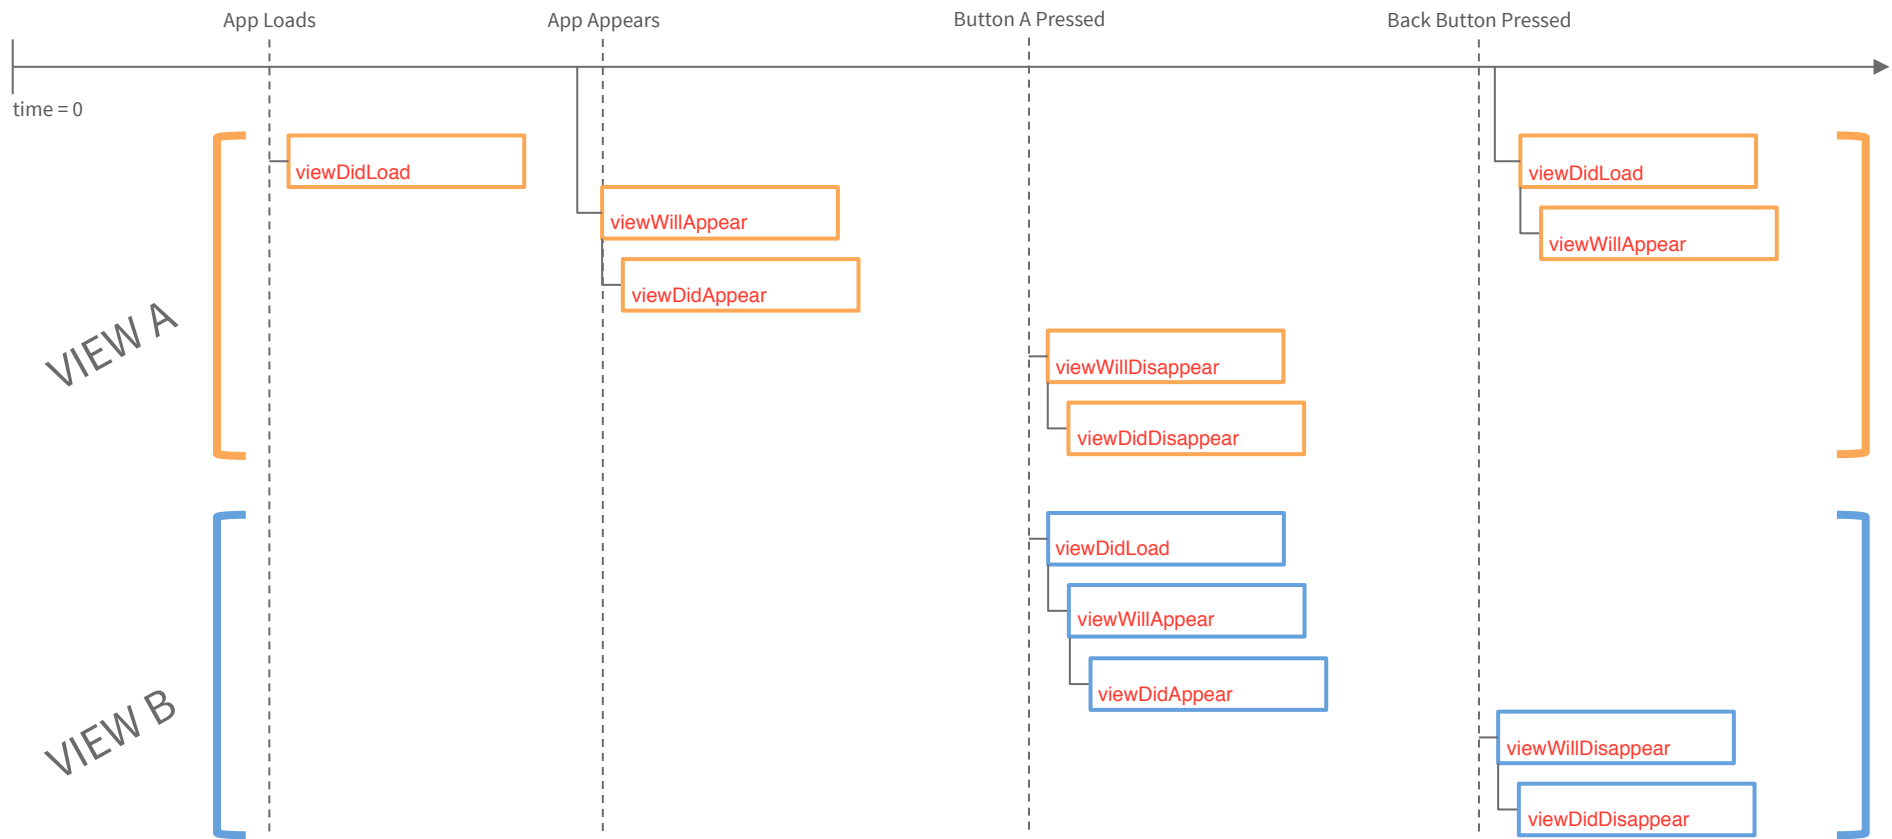 App Loads
App Appears
Button A Pressed
Back Button Pressed
time = 0
VIEW A
viewDidLoad
viewWillAppear
viewDidAppear
viewWillDisappear
viewDidDisappear
viewDidLoad
viewWillAppear
VIEW B
viewDidLoad
viewWillAppear
viewDidAppear
viewWillDisappear
viewDidDisappear